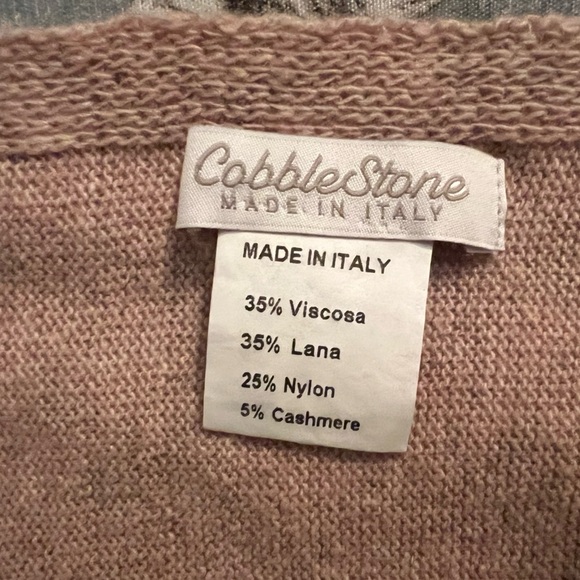 CobbleStone
MADE IN ITALY
MADE IN ITALY
35% Viscosa
35% Lana
25% Nylon
5% Cashmere